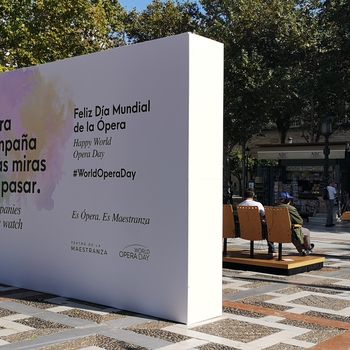 ra
mpaña
as miras
pasar.
panies
watch
Feliz Día Mundial
de la Ópera
Happy World
Opera Day
#WorldOperaDay
Es Ópera. Es Maestranza
TEATRO DE LA
MAESTRANZA
WORLD
OPERA DAY